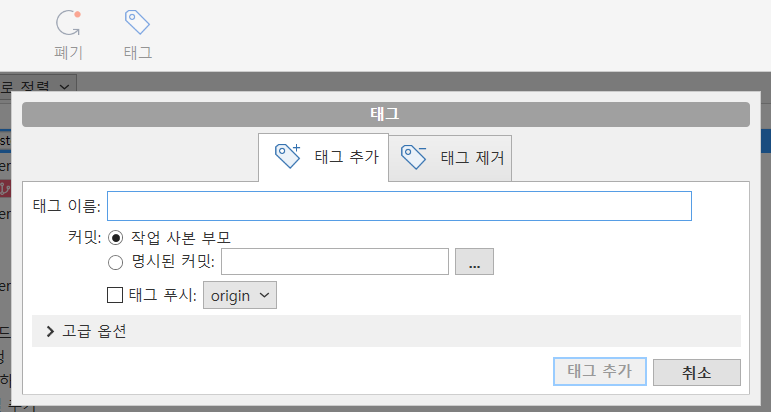 폐기 태그
로 정렬
태그
태그 추가 태그 제거
태그 이름:
커밋: 작업 사본 부모
명시된 커밋: ...
태그 푸시: origin
고급 옵션
태그 추가 취소